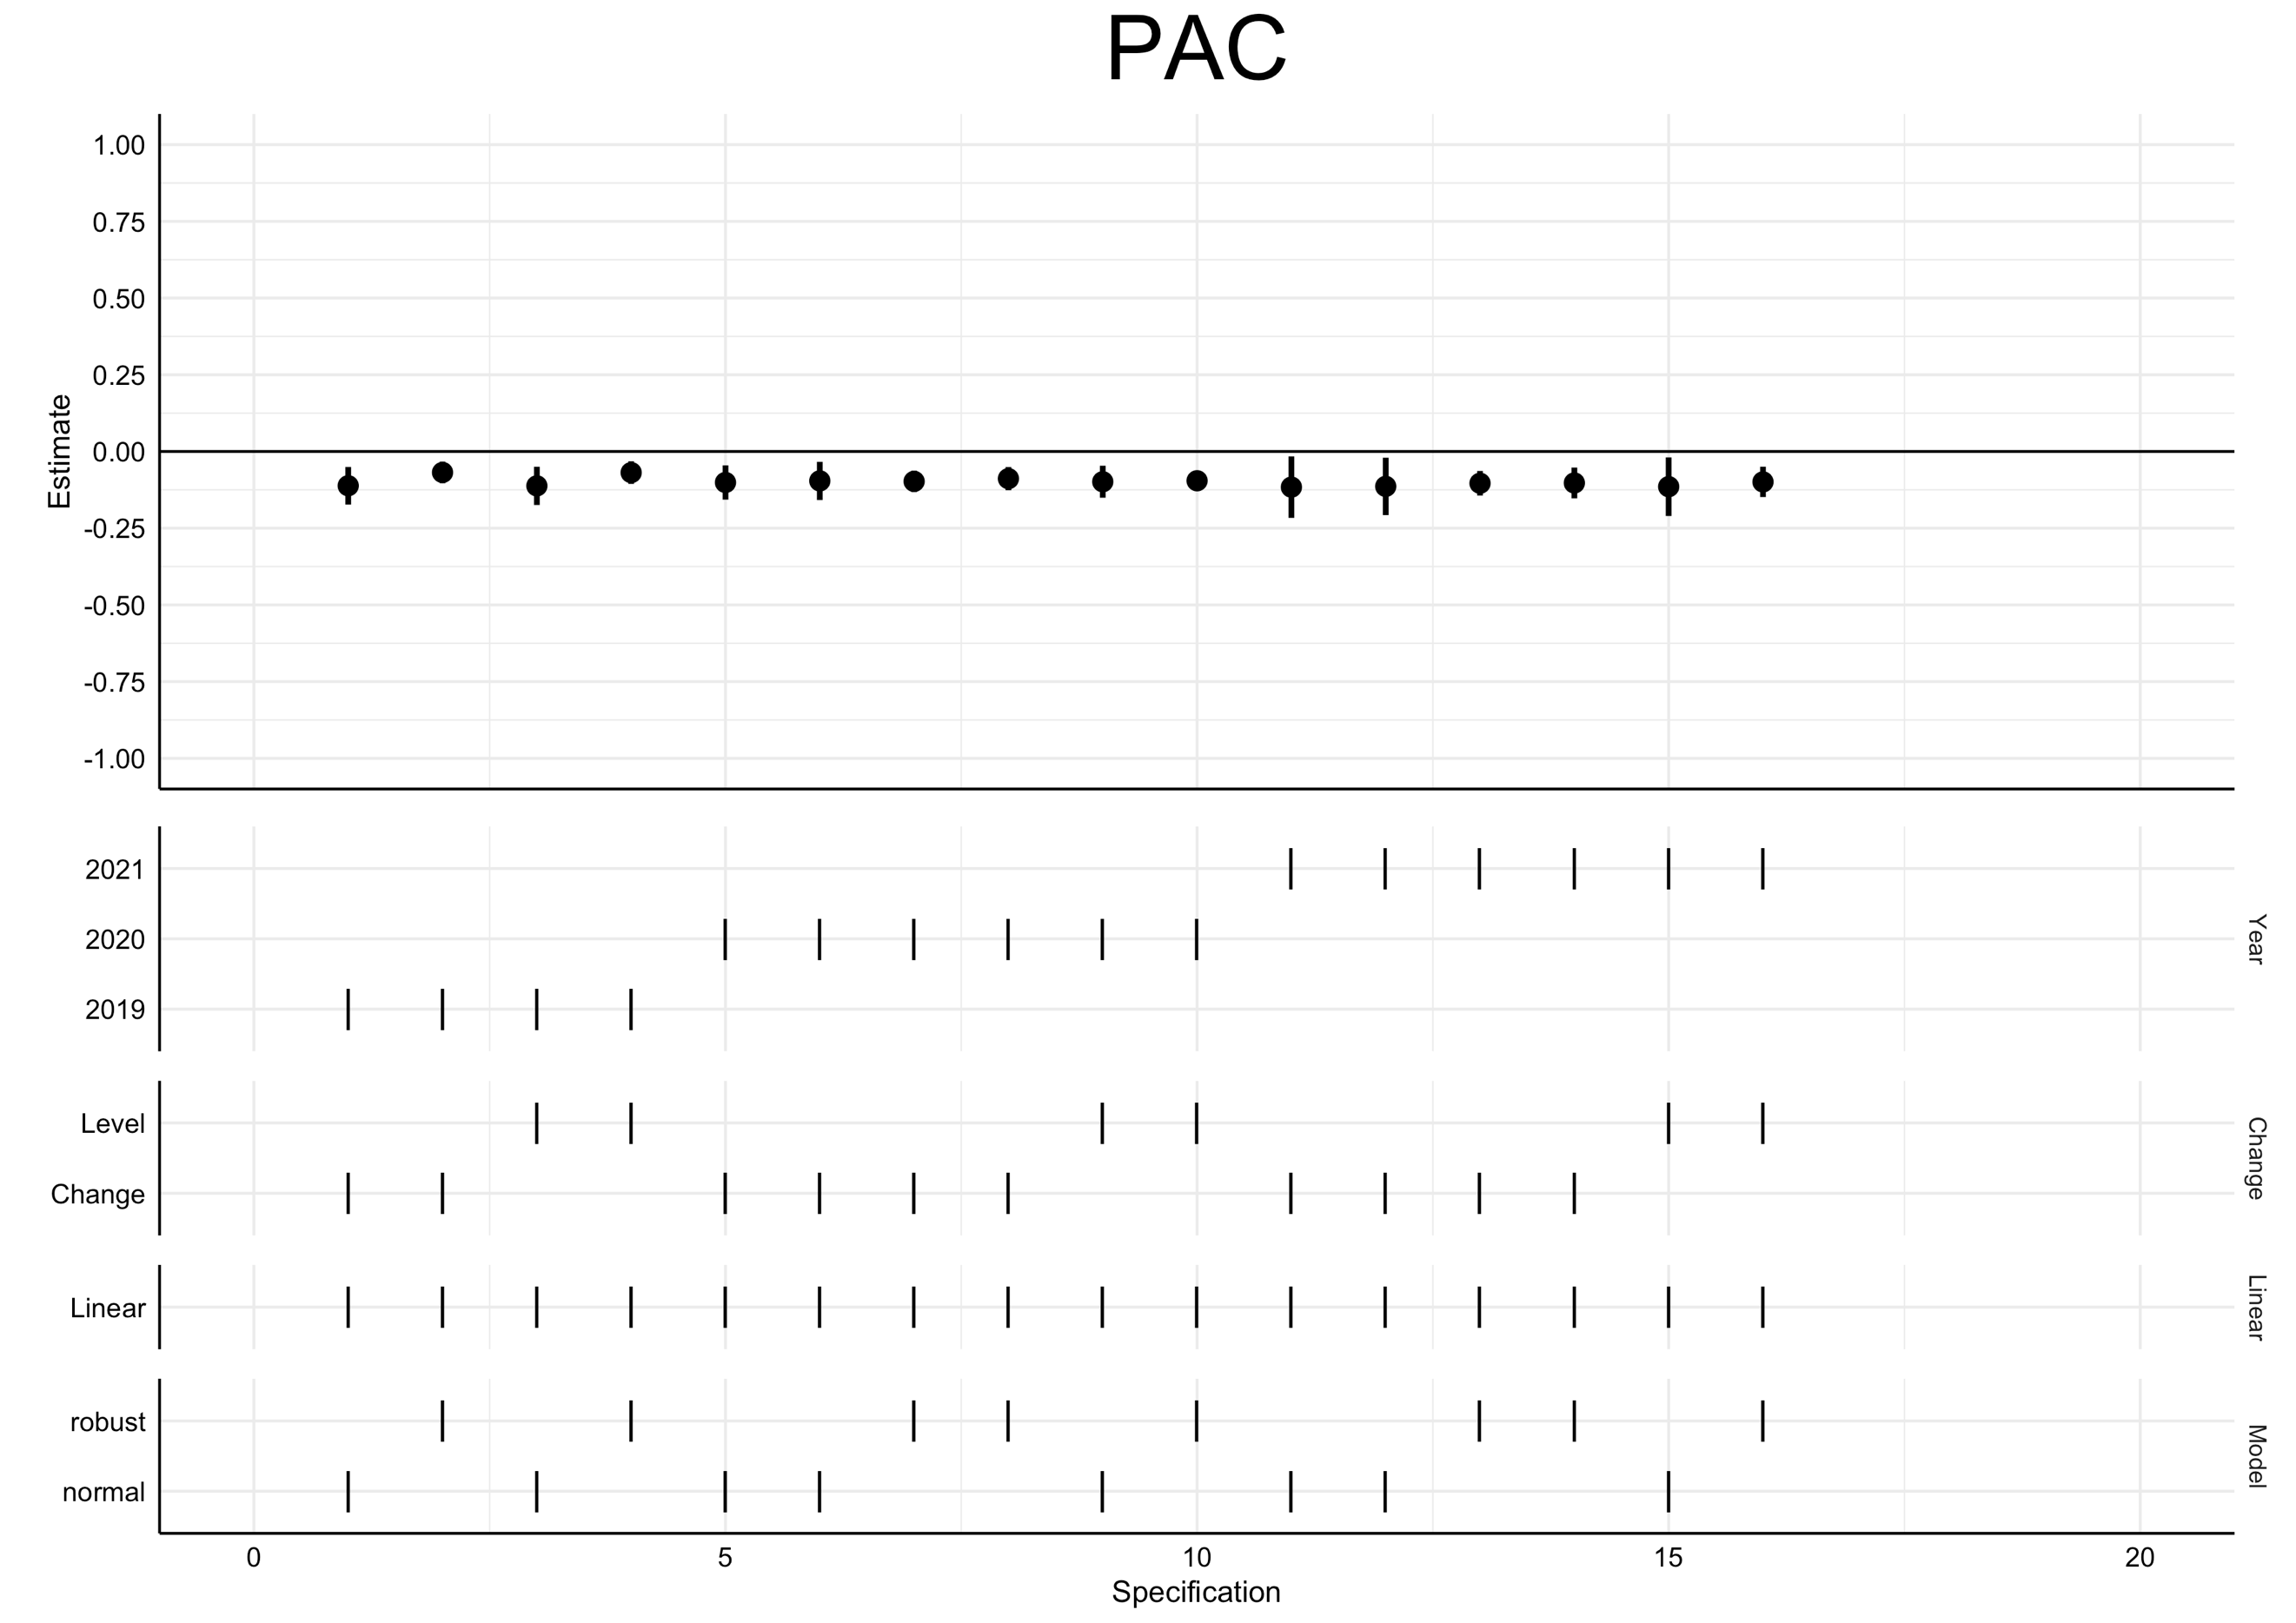 PAC
Estimate
1.00
0.75
0.50
0.25
0.00
-0.25
-0.50
-0.75
-1.00
2021
2020
2019
Year
Level
Change
Change
Linear
Linear
robust
normal
Model
0 5 10 15 20
Specification